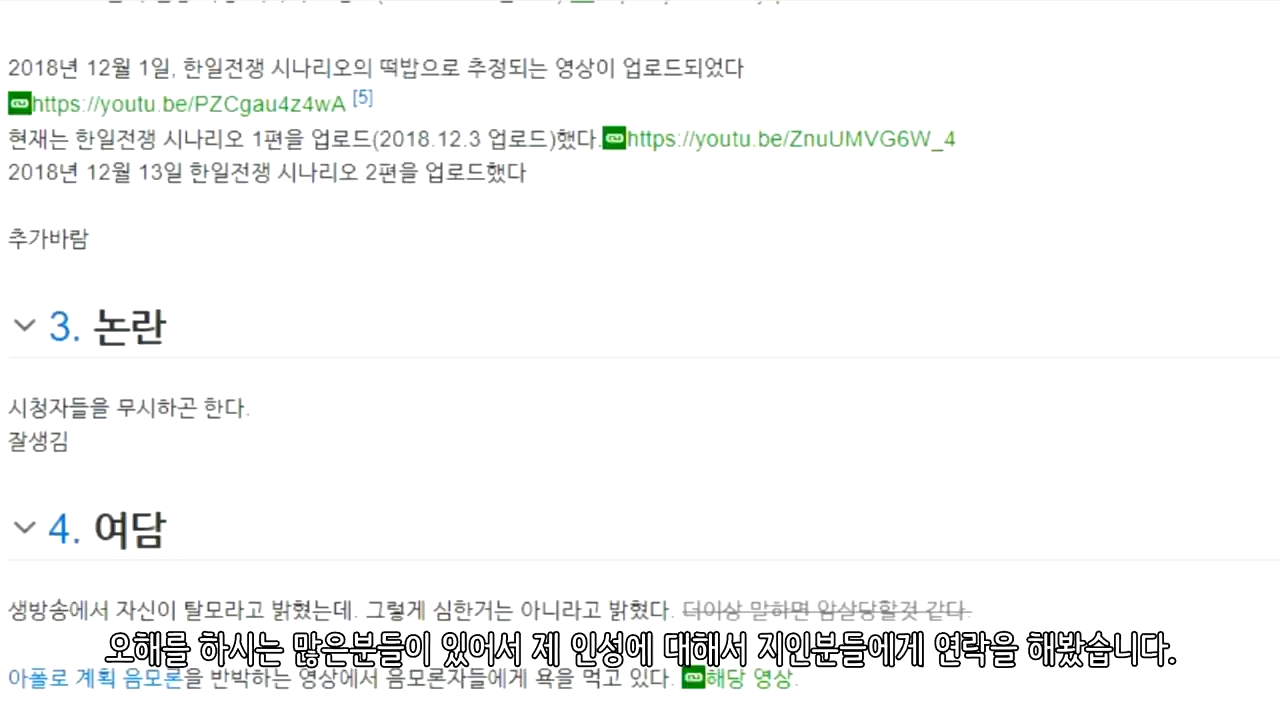 2018년 12월 1일, 한일전쟁 시나리오의 떡밥으로 추정되는 영상이 업로드되었다
https://youtu.be/PZCgau4z4wA [5]
현재는 한일전쟁 시나리오 1편을 업로드(2018.12.3 업로드)했다.https://youtu.be/ZnuUMVG6W_4
2018년 12월 13일 한일전쟁 시나리오 2편을 업로드했다
추가바람
3. 논란
시청자들을 무시하곤 한다.
잘생김
4. 여담
생방송에서 자신이 탈모라고 밝혔는데. 그렇게 심한거는 아니라고 밝혔다. 더이상 말하면 암살당할것 같다.
오해를 하시는 많은분들이 있어서 제 인성에 대해서 지인분들에게 연락을 해봤습니다.
아폴로 계획 음모론을 반박하는 영상에서 음모론자들에게 욕을 먹고 있다. 해당 영상.